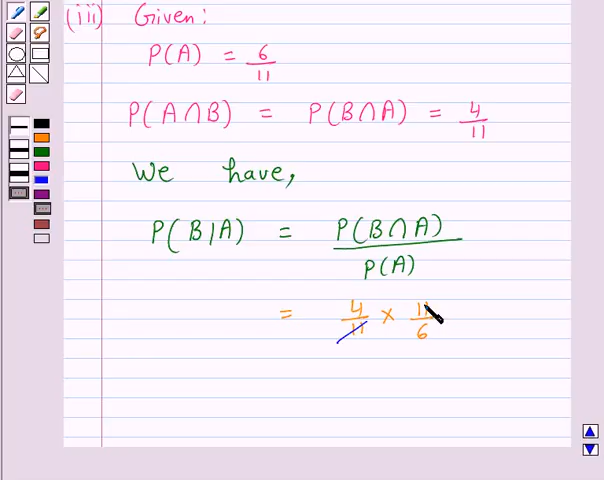 (iii) Given:
P(A) = 6/11
P(A∩B) = P(B∩A) = 4/11
We have,
P(B|A) = P(B∩A)/P(A)
= 4/11 × 11/6